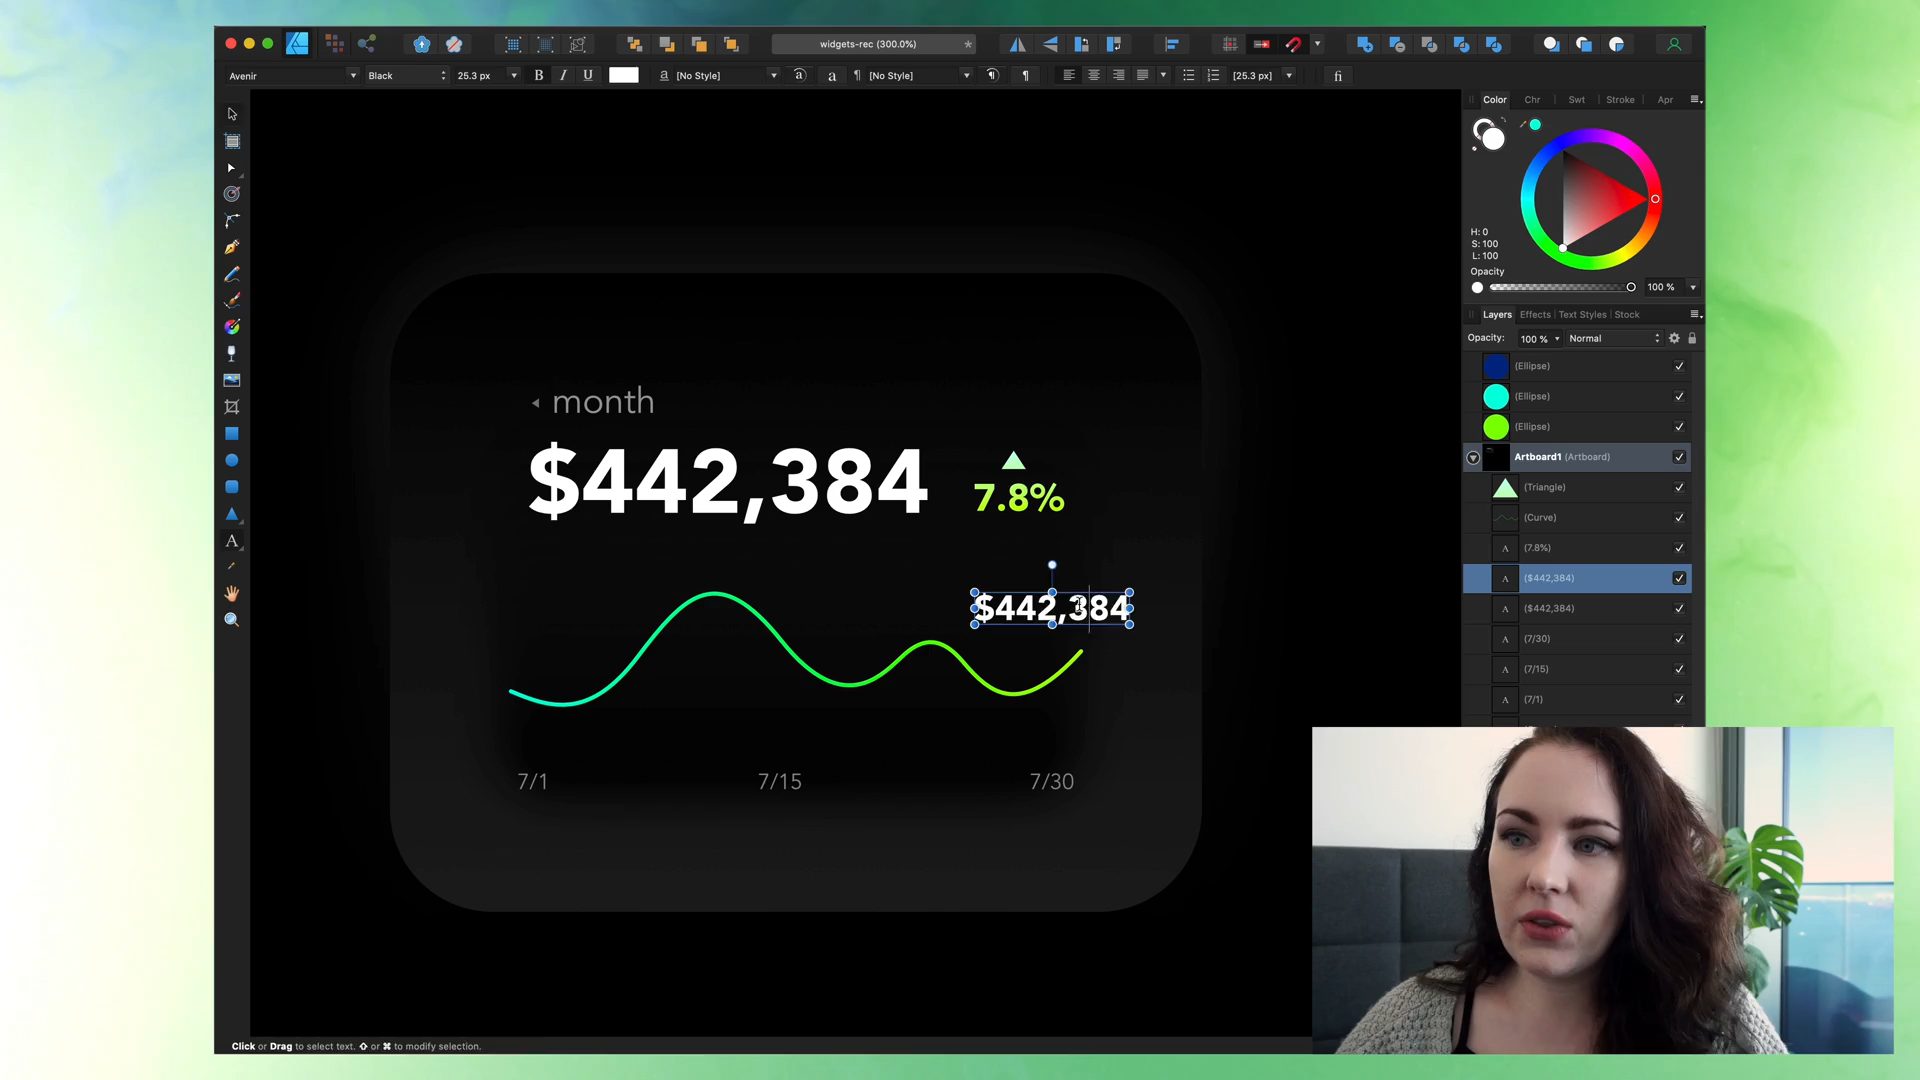 widgets-rec (300.0%)
Avenir
Black
25.3 px
B
I
U
a
[No Style]
a
a
¶
[No Style]
¶
¶
[25.3 px]
fi
Color
Chr
Swt
Stroke
Apr
H: 0
S: 100
L: 100
Opacity
100 %
Layers
Effects
Text Styles
Stock
Opacity:
100 %
Normal
(Ellipse)
(Ellipse)
(Ellipse)
Artboard1 (Artboard)
(Triangle)
(Curve)
A (7.8%)
A ($442,384)
A ($442,384)
A (7/30)
A (7/15)
A (7/1)
A
month
$442,384
7.8%
$442,384
7/1
7/15
7/30
Click or Drag to select text. ⇧ or ⌘ to modify selection.